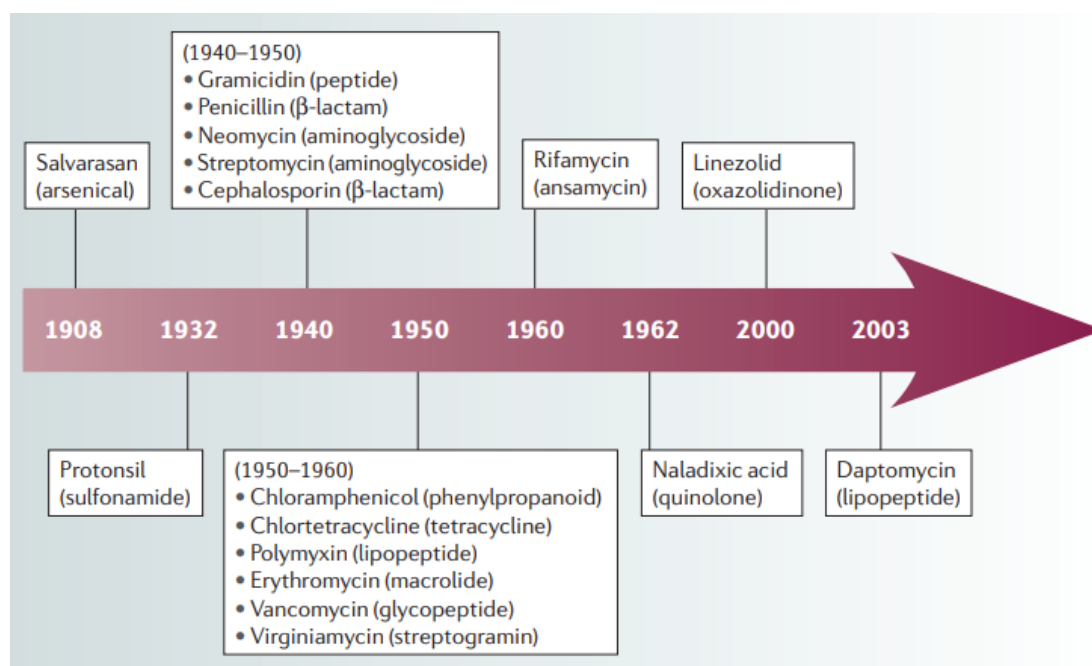 (1940–1950)
• Gramicidin (peptide)
• Penicillin (β-lactam)
• Neomycin (aminoglycoside)
• Streptomycin (aminoglycoside)
• Cephalosporin (β-lactam)
Salvarasan
(arsenical)
Rifamycin
(ansamycin)
Linezolid
(oxazolidinone)
1908 1932 1940 1950 1960 1962 2000 2003
Protonsil
(sulfonamide)
(1950–1960)
• Chloramphenicol (phenylpropanoid)
• Chlortetracycline (tetracycline)
• Polymyxin (lipopeptide)
• Erythromycin (macrolide)
• Vancomycin (glycopeptide)
• Virginiamycin (streptogramin)
Naladixic acid
(quinolone)
Daptomycin
(lipopeptide)